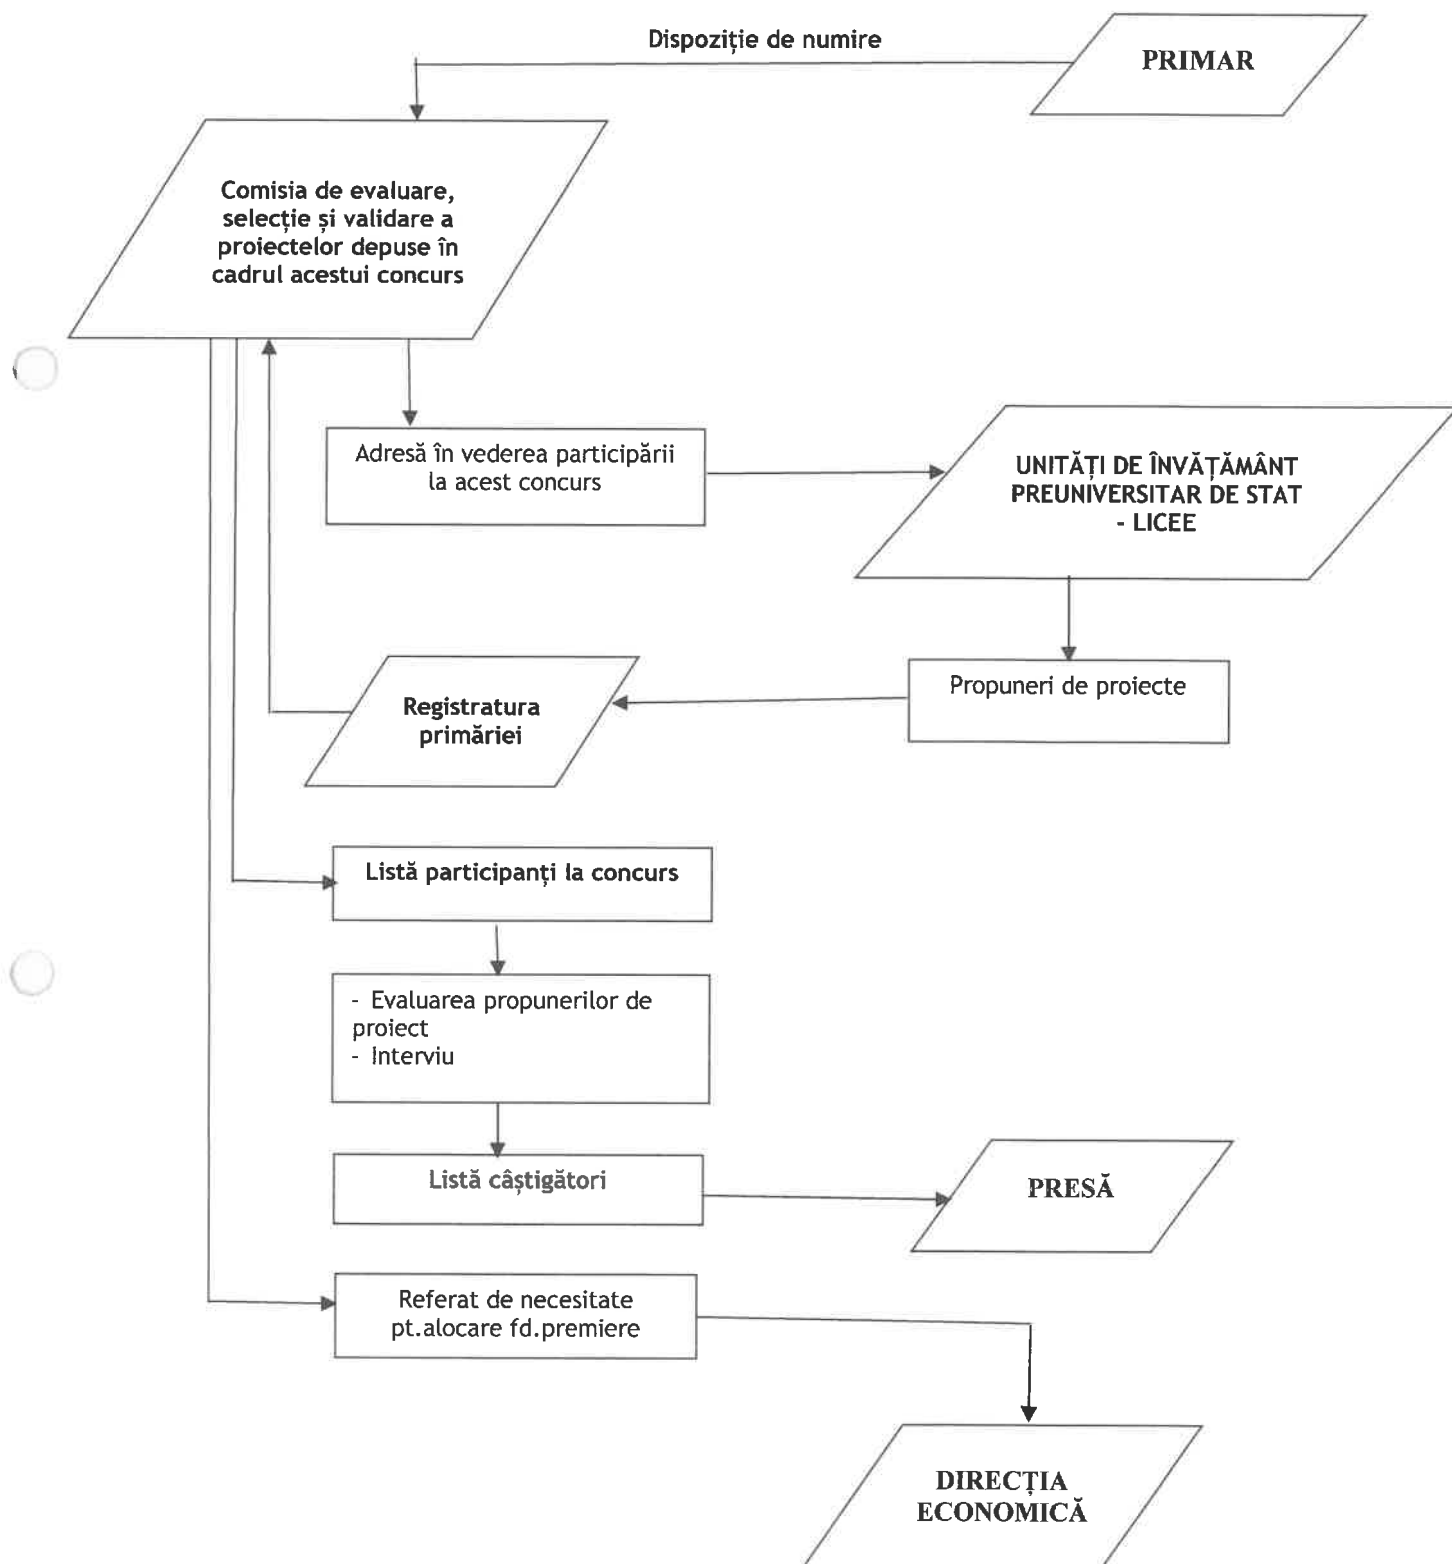 Dispoziție de numire
PRIMAR
Comisia de evaluare,
selecție și validare a
proiectelor depuse în
cadrul acestui concurs
Adresă în vederea participării
la acest concurs
UNITĂȚI DE ÎNVĂȚĂMÂNT
PREUNIVERSITAR DE STAT
- LICEE
Propuneri de proiecte
Registratura
primăriei
Listă participanți la concurs
- Evaluarea propunerilor de
proiect
- Interviu
Listă câștigători
PRESĂ
Referat de necesitate
pt.alocare fd.premiere
DIRECȚIA
ECONOMICĂ